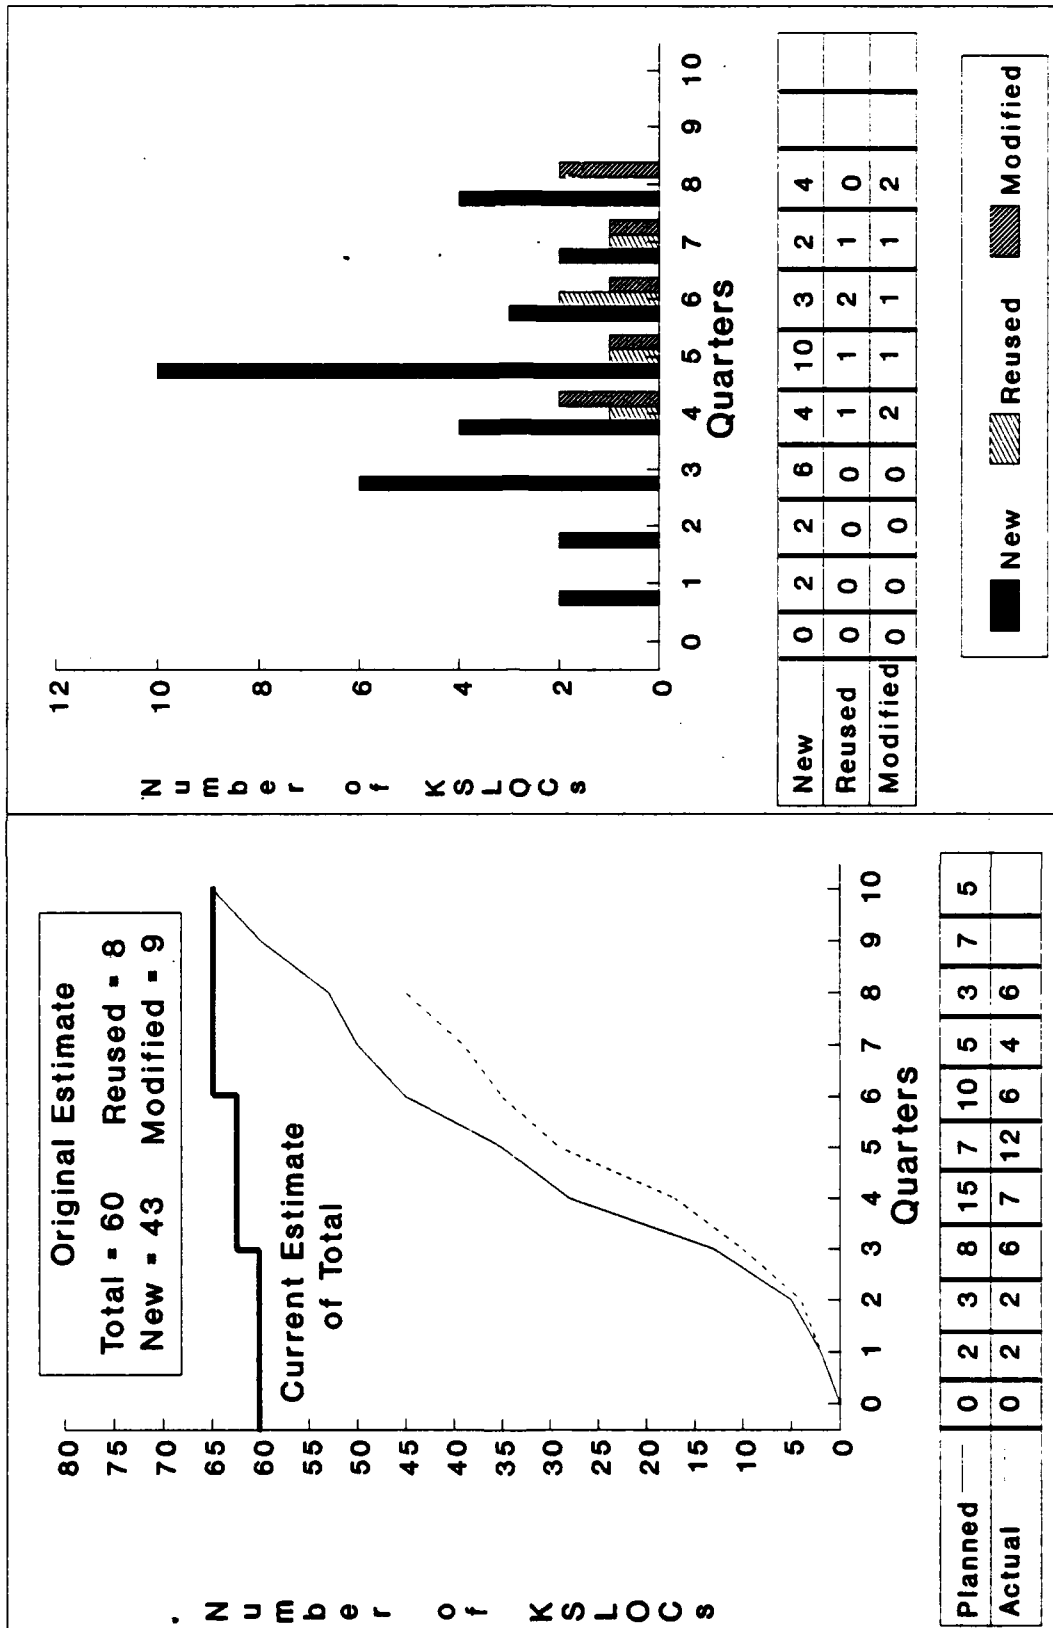 Original Estimate
Total = 60 Reused = 8
New = 43 Modified = 9
Current Estimate
of Total
Number of KSLOCs
80
75
70
65
60
55
50
45
40
35
30
25
20
15
10
5
0
0 1 2 3 4 5 6 7 8 9 10
Quarters
Planned 0 2 3 8 15 7 10 5 3 7 5
Actual 0 2 2 6 7 12 6 4 6
Number of KSLOCs
12
10
8
6
4
2
0
0 1 2 3 4 5 6 7 8 9 10
Quarters
New 0 2 2 6 4 10 3 2 4
Reused 0 0 0 0 1 1 2 1 0
Modified 0 0 0 0 2 1 1 1 2
New Reused Modified